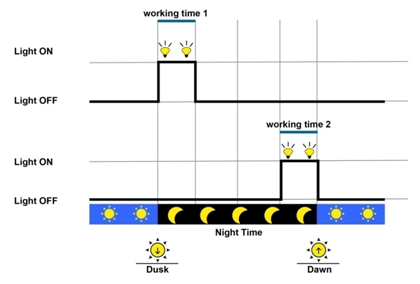 working time 1
Light ON
Light OFF
working time 2
Light ON
Light OFF
Night Time
Dusk
Dawn